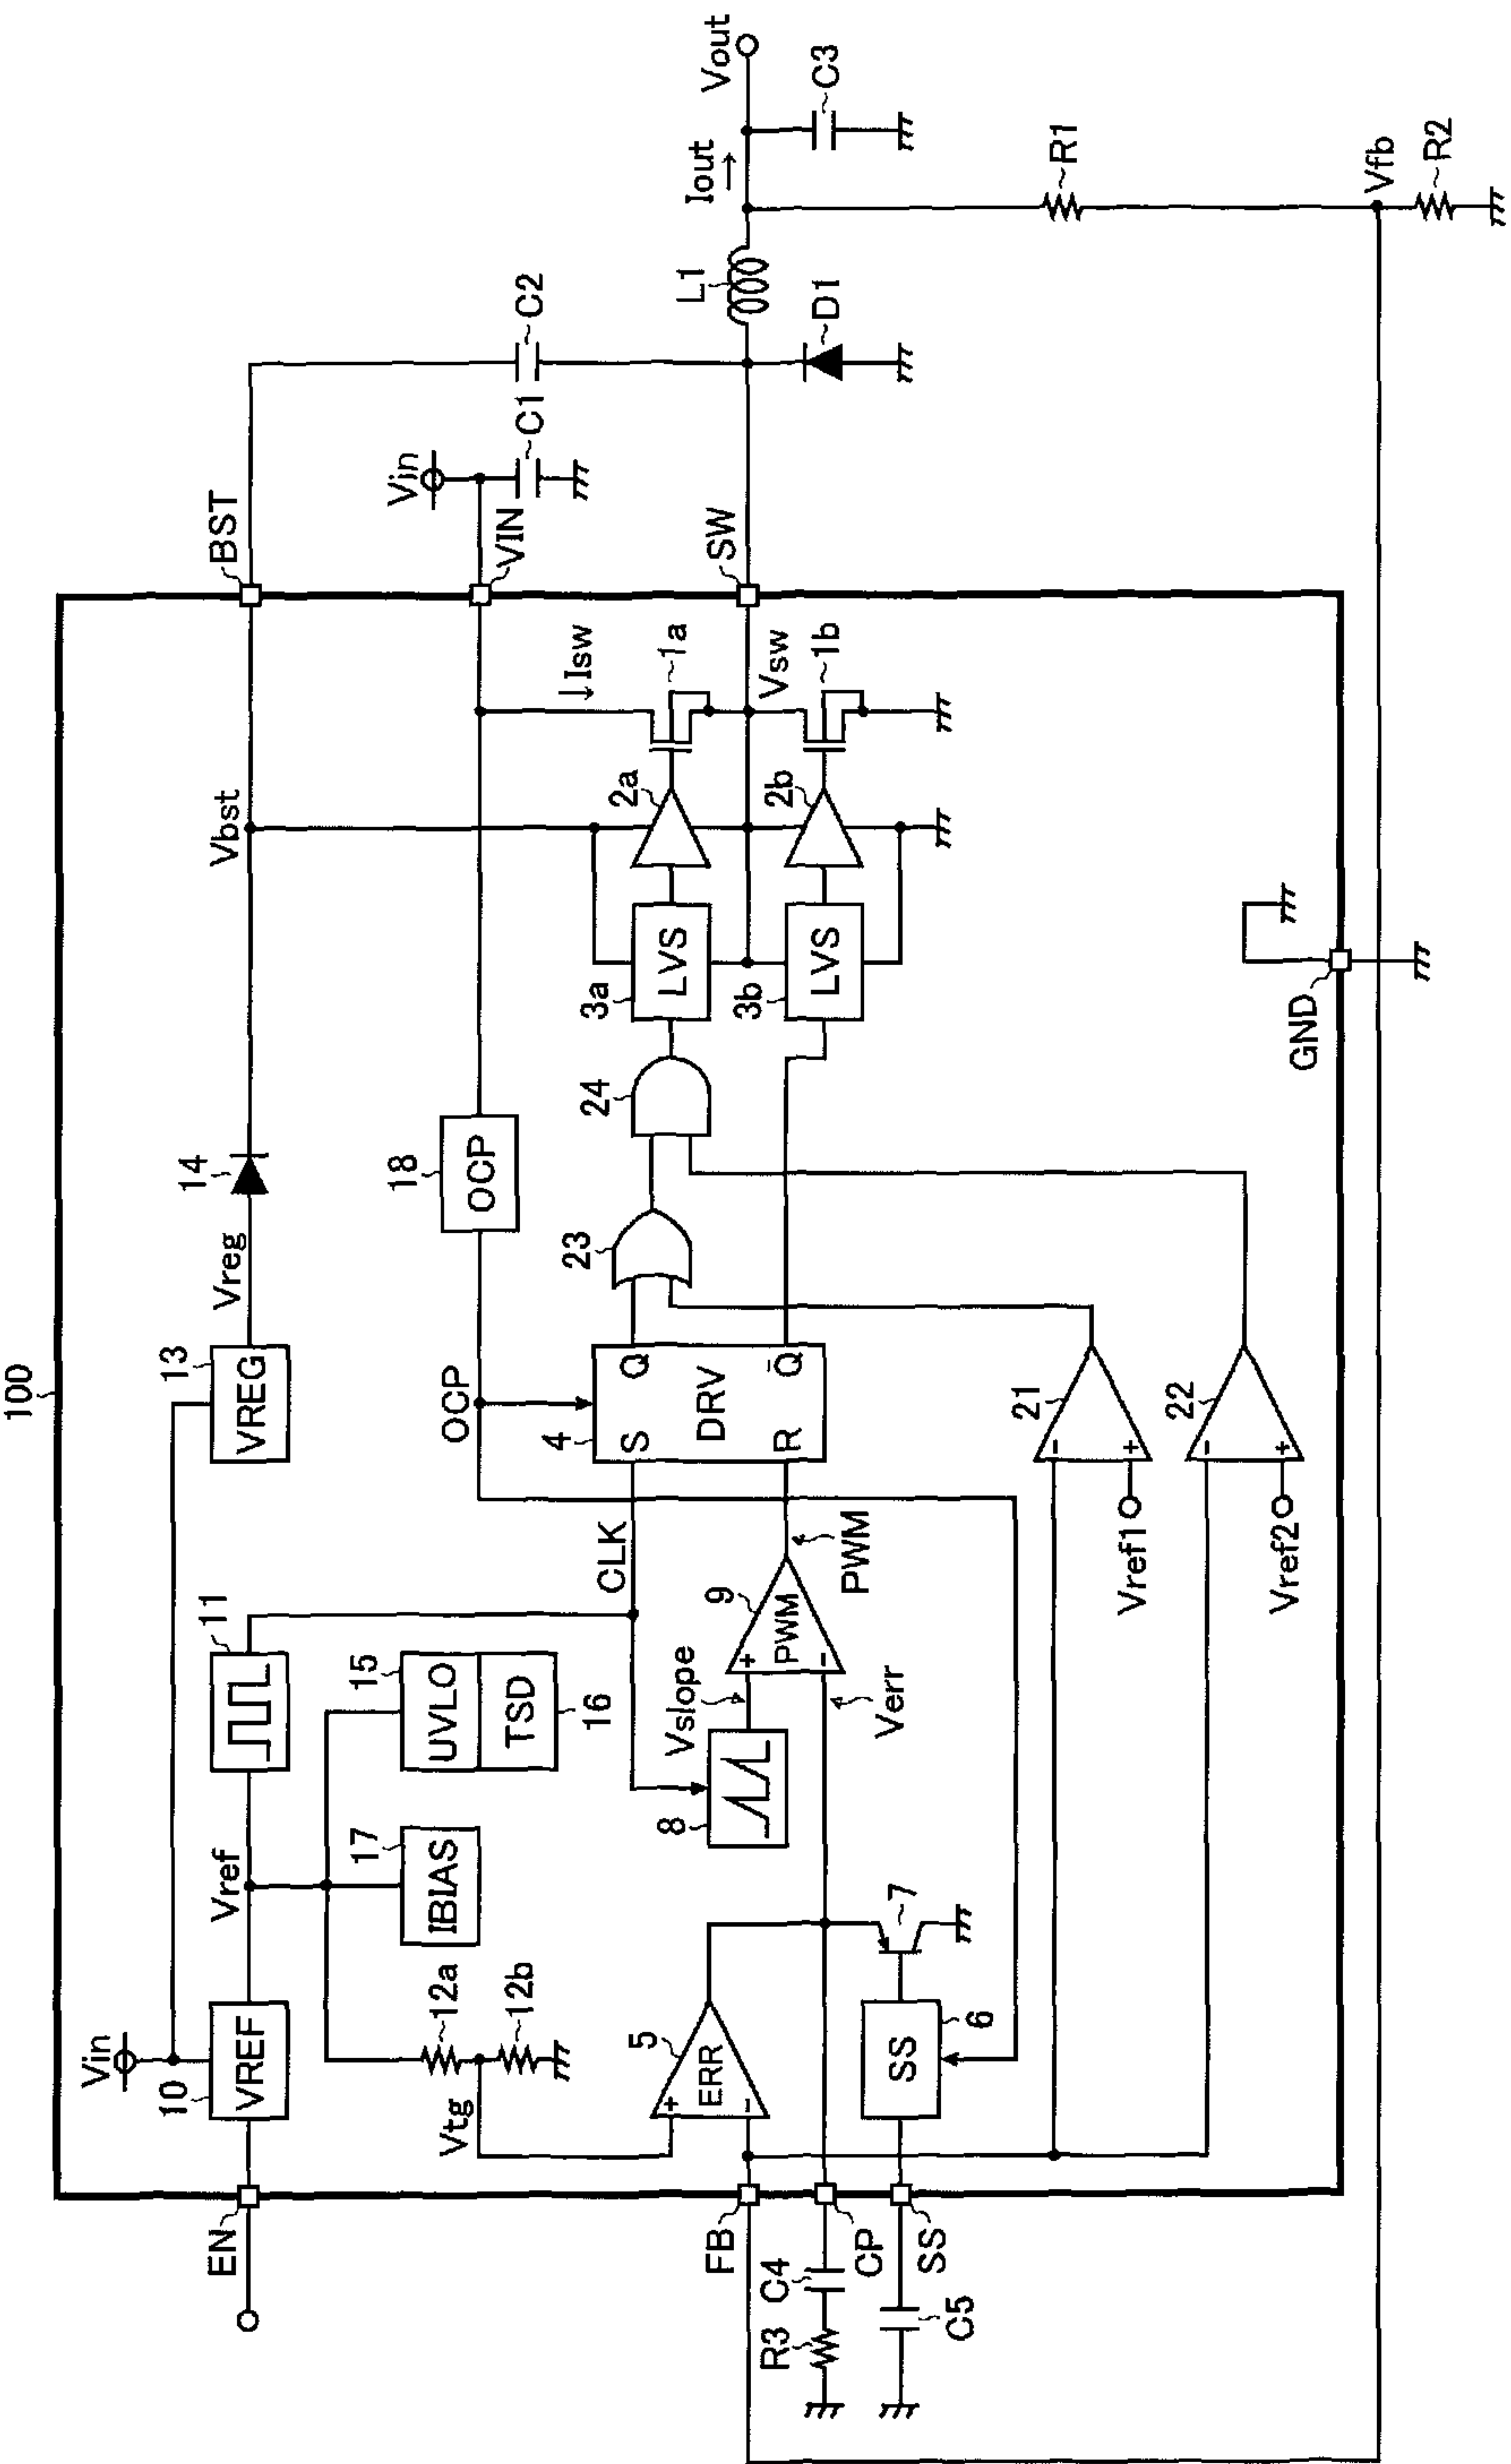 100
EN
Vin
10
VREF
Vref
11
13
VREG
Vreg
14
Vbst
BST
17
IBIAS
15
UVLO
TSD
16
12a
12b
Vtg
CLK
OCP
18
OCP
VIN
Vin
C1
C2
↓Isw
1a
2a
3a
LVS
24
23
4
S
Q
DRV
R
Q̄
5
ERR
+
-
8
Vslope
9
PWM
+
-
PWM
Verr
3b
LVS
2b
1b
Vsw
SW
L1
D1
Iout
→
Vout
C3
R1
Vfb
R2
FB
CP
SS
C4
R3
C5
SS
6
7
21
-
+
Vref1
22
-
+
Vref2
GND